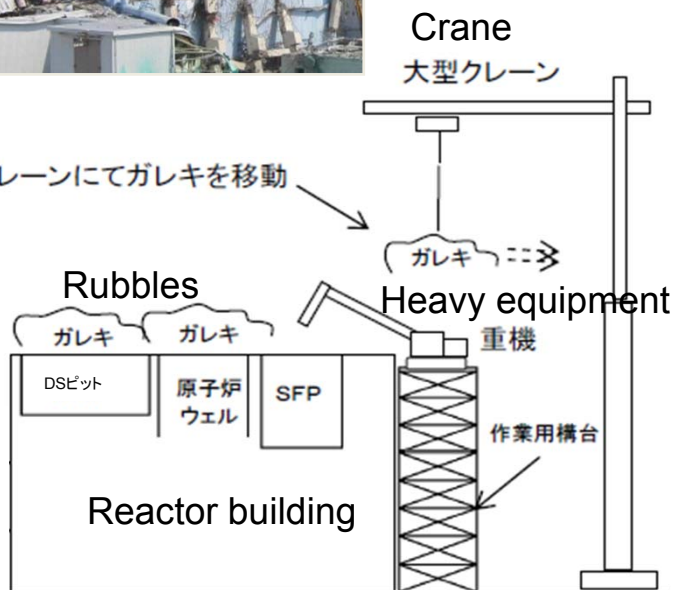 Crane
大型クレーン
レーンにてガレキを移動
ガレキ
Rubbles
Heavy equipment
ガレキ
ガレキ
重機
DSピット
原子炉
ウェル
SFP
作業用構台
Reactor building